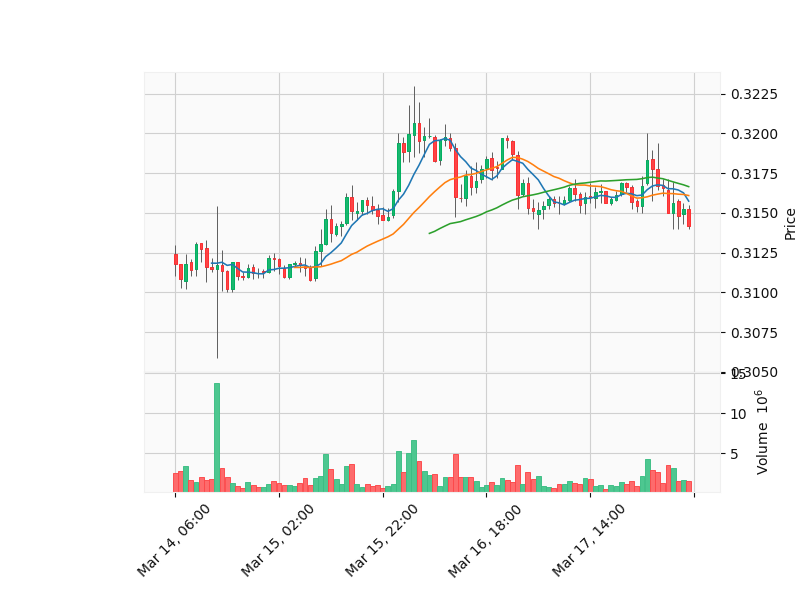 0.3225
0.3200
0.3175
0.3150
0.3125
0.3100
0.3075
0.3050
Price
15
10
5
Volume 10⁶
Mar 14, 06:00
Mar 15, 02:00
Mar 15, 22:00
Mar 16, 18:00
Mar 17, 14:00